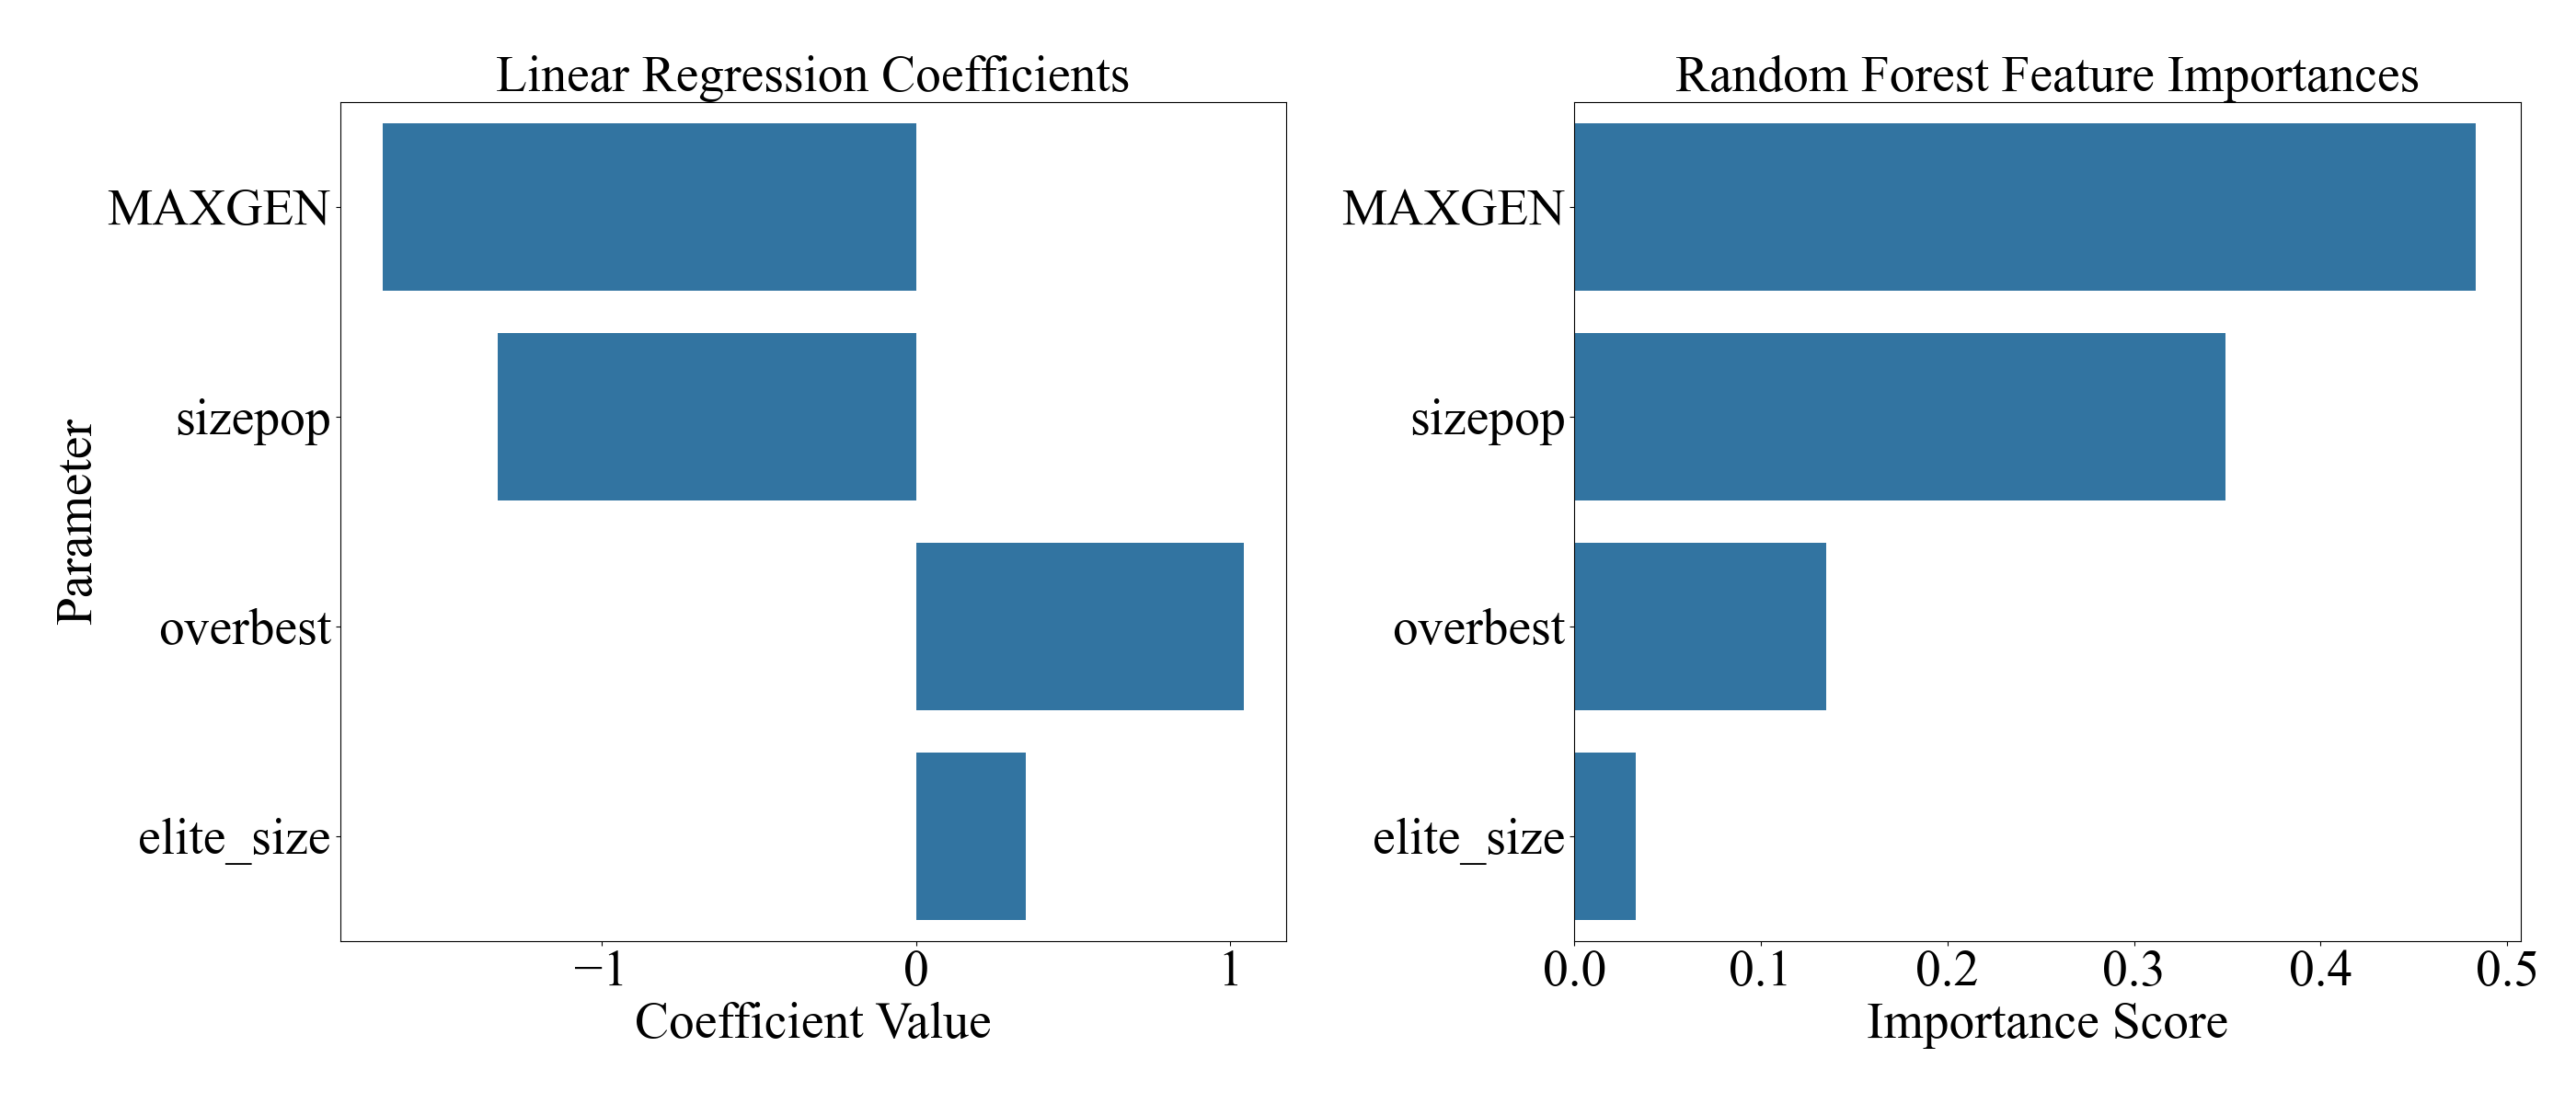 Linear Regression Coefficients
Parameter
MAXGEN
sizepop
overbest
elite_size
−1
0
1
Coefficient Value
Random Forest Feature Importances
MAXGEN
sizepop
overbest
elite_size
0.0
0.1
0.2
0.3
0.4
0.5
Importance Score